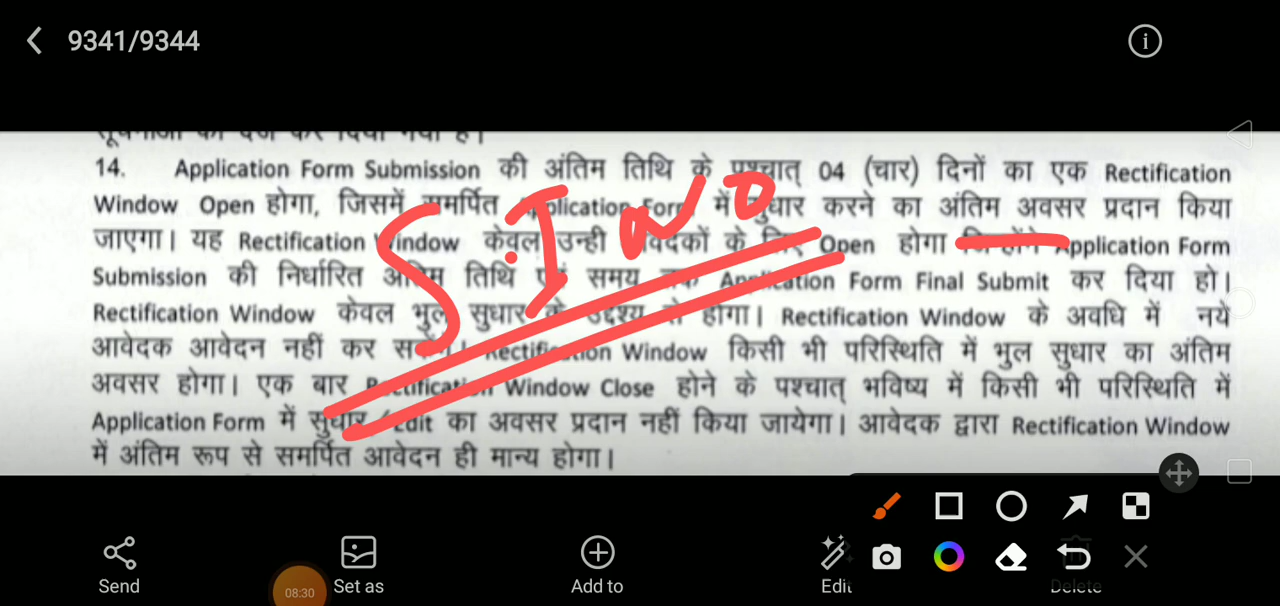 9341/9344
14. Application Form Submission की अंतिम तिथि के पश्चात् 04 (चार) दिनों का एक Rectification
Window Open होगा, जिसमें समर्पित Application Form में सुधार करने का अंतिम अवसर प्रदान किया
जाएगा। यह Rectification Window केवल उन्ही के लिए Open होगा Application Form
Submission की निर्धारित अंतिम तिथि एवं समय तक Application Form Final Submit कर दिया हो।
Rectification Window केवल भुल सुधार के उद्देश्य से होगा। Rectification Window के अवधि में नये
आवेदक आवेदन नहीं कर सकेंगे। Rectification Window किसी भी परिस्थिति में भुल सुधार का अंतिम
अवसर होगा। एक बार Rectification Window Close होने के पश्चात् भविष्य में किसी भी परिस्थिति में
Application Form में सुधार/Edit का अवसर प्रदान नहीं किया जायेगा। आवेदक द्वारा Rectification Window
में अंतिम रूप से समर्पित आवेदन ही मान्य होगा।
Send
Set as
Add to
Edit
Delete
08:30